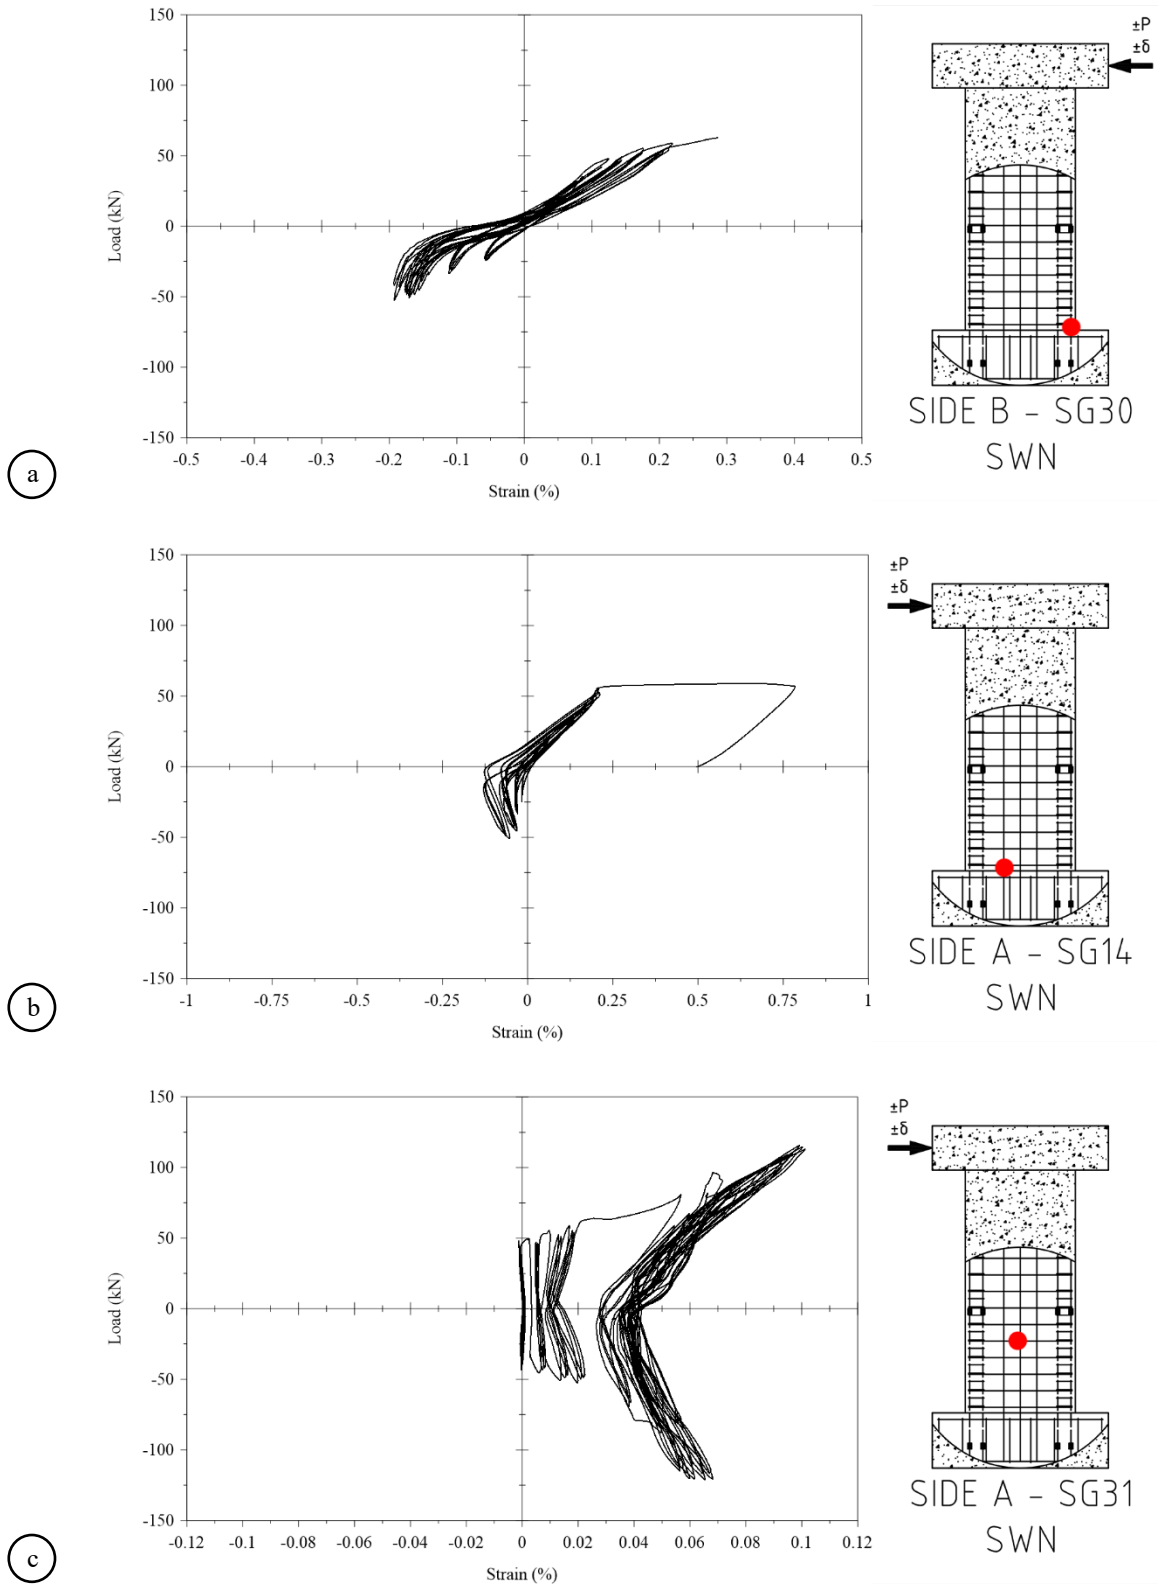 150
100
50
0
-50
-100
-150
Load (kN)
-0.5 -0.4 -0.3 -0.2 -0.1 0 0.1 0.2 0.3 0.4 0.5
Strain (%)
±P
±δ
SIDE B - SG30
SWN
a
150
100
50
0
-50
-100
-150
Load (kN)
-1 -0.75 -0.5 -0.25 0 0.25 0.5 0.75 1
Strain (%)
±P
±δ
SIDE A - SG14
SWN
b
150
100
50
0
-50
-100
-150
Load (kN)
-0.12 -0.1 -0.08 -0.06 -0.04 -0.02 0 0.02 0.04 0.06 0.08 0.1 0.12
Strain (%)
±P
±δ
SIDE A - SG31
SWN
c